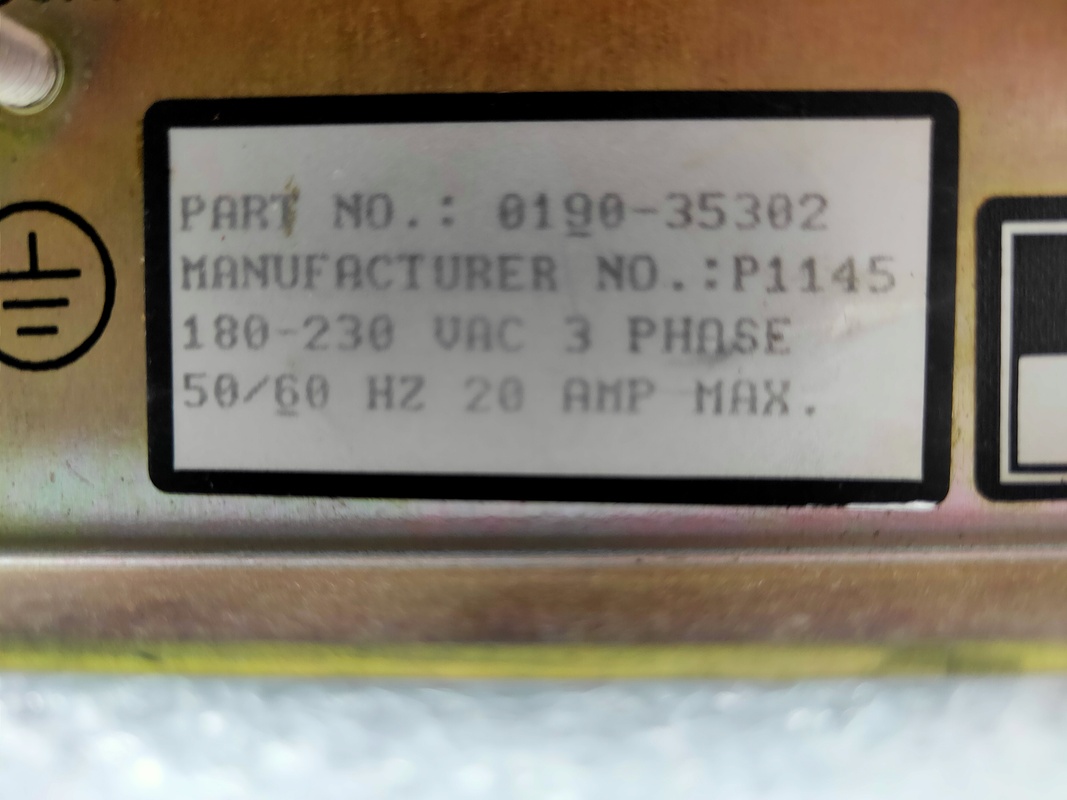 PART NO.: 0190-35302
MANUFACTURER NO.:P1145
180-230 VAC 3 PHASE
50/60 HZ 20 AMP MAX.